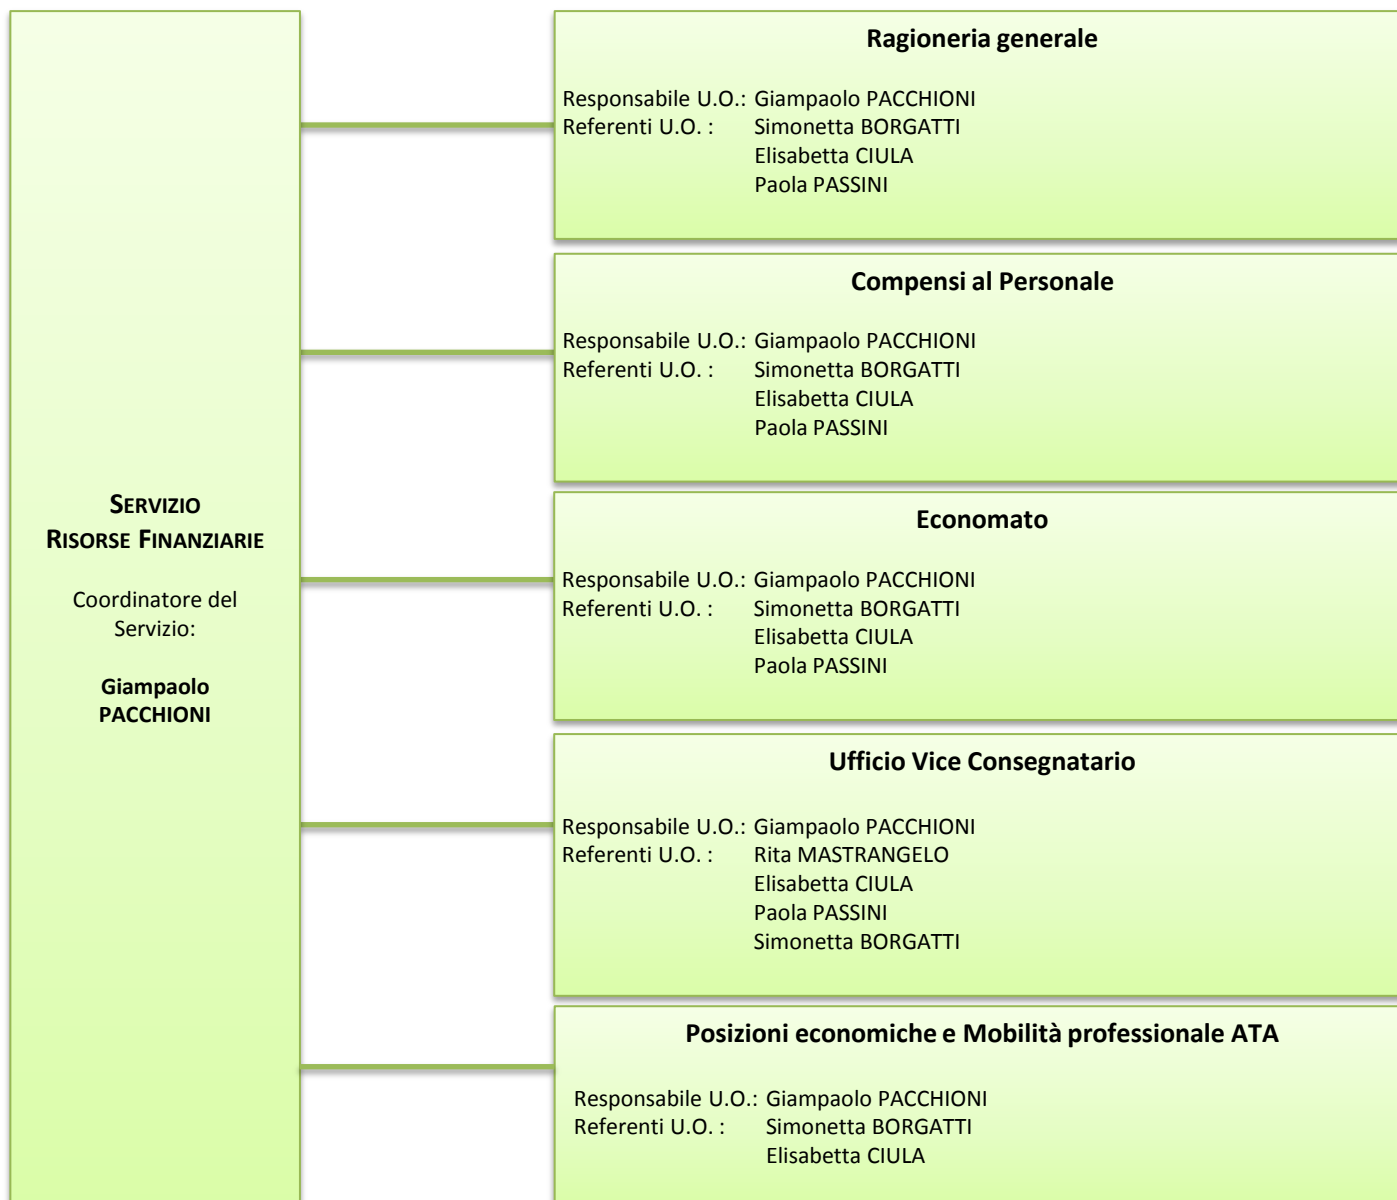 SERVIZIO
RISORSE FINANZIARIE
Coordinatore del
Servizio:
Giampaolo
PACCHIONI
Ragioneria generale
Responsabile U.O.: Giampaolo PACCHIONI
Referenti U.O. : Simonetta BORGATTI
Elisabetta CIULA
Paola PASSINI
Compensi al Personale
Responsabile U.O.: Giampaolo PACCHIONI
Referenti U.O. : Simonetta BORGATTI
Elisabetta CIULA
Paola PASSINI
Economato
Responsabile U.O.: Giampaolo PACCHIONI
Referenti U.O. : Simonetta BORGATTI
Elisabetta CIULA
Paola PASSINI
Ufficio Vice Consegnatario
Responsabile U.O.: Giampaolo PACCHIONI
Referenti U.O. : Rita MASTRANGELO
Elisabetta CIULA
Paola PASSINI
Simonetta BORGATTI
Posizioni economiche e Mobilità professionale ATA
Responsabile U.O.: Giampaolo PACCHIONI
Referenti U.O. : Simonetta BORGATTI
Elisabetta CIULA